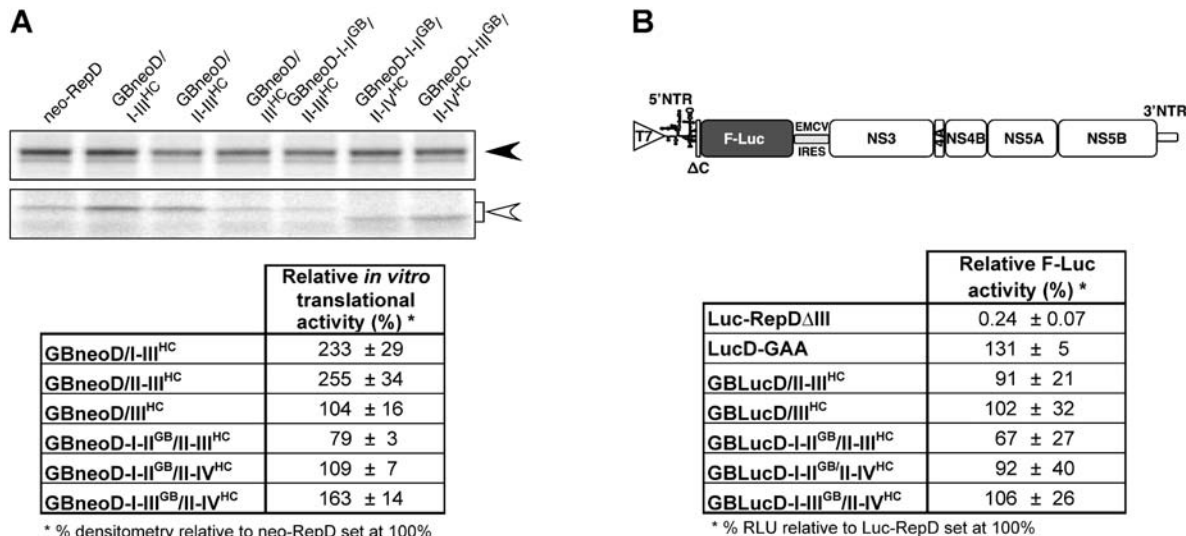 A
neo-RepD
GBneoD/
I-III^HC
GBneoD/
II-III^HC
GBneoD/
III^HC
GBneoD-I-II^GB/
II-III^HC
GBneoD-I-II^GB/
II-IV^HC
GBneoD-I-III^GB/
II-IV^HC
Relative in vitro
translational
activity (%) *
GBneoD/I-III^HC 233 ± 29
GBneoD/II-III^HC 255 ± 34
GBneoD/III^HC 104 ± 16
GBneoD-I-II^GB/II-III^HC 79 ± 3
GBneoD-I-II^GB/II-IV^HC 109 ± 7
GBneoD-I-III^GB/II-IV^HC 163 ± 14
* % densitometry relative to neo-RepD set at 100%
B
5'NTR
3'NTR
T7
F-Luc
EMCV
IRES
NS3
4A
NS4B
NS5A
NS5B
ΔC
Relative F-Luc
activity (%) *
Luc-RepDΔIII 0.24 ± 0.07
LucD-GAA 131 ± 5
GBLucD/II-III^HC 91 ± 21
GBLucD/III^HC 102 ± 32
GBLucD-I-II^GB/II-III^HC 67 ± 27
GBLucD-I-II^GB/II-IV^HC 92 ± 40
GBLucD-I-III^GB/II-IV^HC 106 ± 26
* % RLU relative to Luc-RepD set at 100%